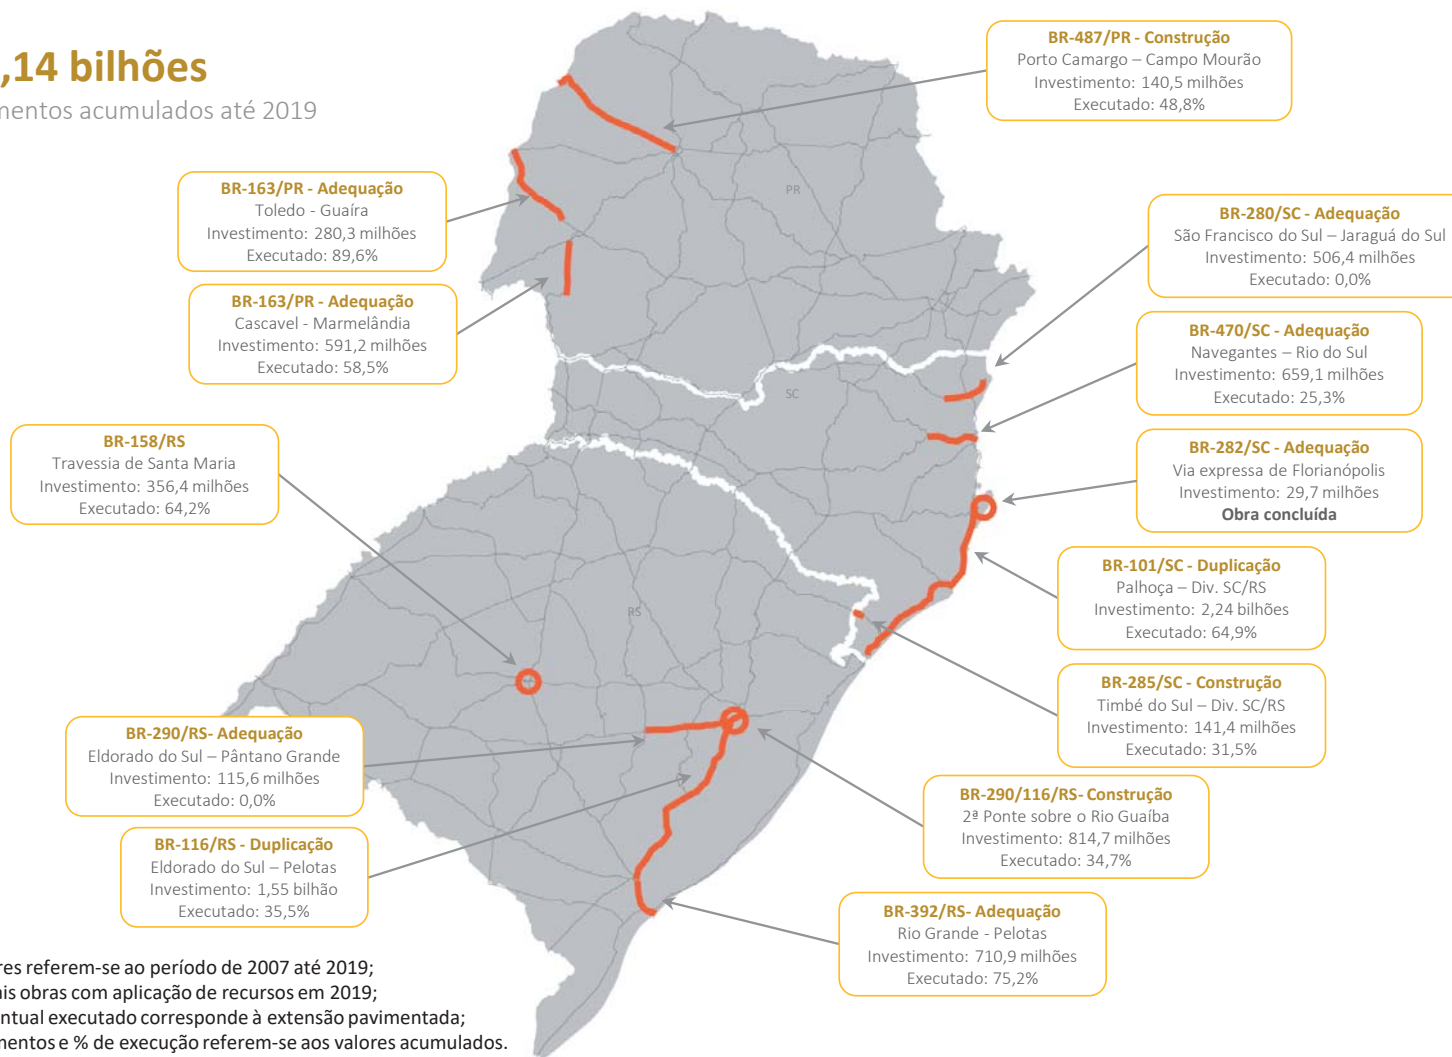 ,14 bilhões
mentos acumulados até 2019
BR-487/PR - Construção
Porto Camargo – Campo Mourão
Investimento: 140,5 milhões
Executado: 48,8%
BR-163/PR - Adequação
Toledo - Guaíra
Investimento: 280,3 milhões
Executado: 89,6%
BR-163/PR - Adequação
Cascavel - Marmelândia
Investimento: 591,2 milhões
Executado: 58,5%
PR
BR-280/SC - Adequação
São Francisco do Sul – Jaraguá do Sul
Investimento: 506,4 milhões
Executado: 0,0%
BR-470/SC - Adequação
Navegantes – Rio do Sul
Investimento: 659,1 milhões
Executado: 25,3%
SC
BR-158/RS
Travessia de Santa Maria
Investimento: 356,4 milhões
Executado: 64,2%
BR-282/SC - Adequação
Via expressa de Florianópolis
Investimento: 29,7 milhões
Obra concluída
BR-101/SC - Duplicação
Palhoça – Div. SC/RS
Investimento: 2,24 bilhões
Executado: 64,9%
RS
BR-285/SC - Construção
Timbé do Sul – Div. SC/RS
Investimento: 141,4 milhões
Executado: 31,5%
BR-290/RS- Adequação
Eldorado do Sul – Pântano Grande
Investimento: 115,6 milhões
Executado: 0,0%
BR-290/116/RS- Construção
2ª Ponte sobre o Rio Guaíba
Investimento: 814,7 milhões
Executado: 34,7%
BR-116/RS - Duplicação
Eldorado do Sul – Pelotas
Investimento: 1,55 bilhão
Executado: 35,5%
BR-392/RS- Adequação
Rio Grande - Pelotas
Investimento: 710,9 milhões
Executado: 75,2%
res referem-se ao período de 2007 até 2019;
ais obras com aplicação de recursos em 2019;
entual executado corresponde à extensão pavimentada;
mentos e % de execução referem-se aos valores acumulados.